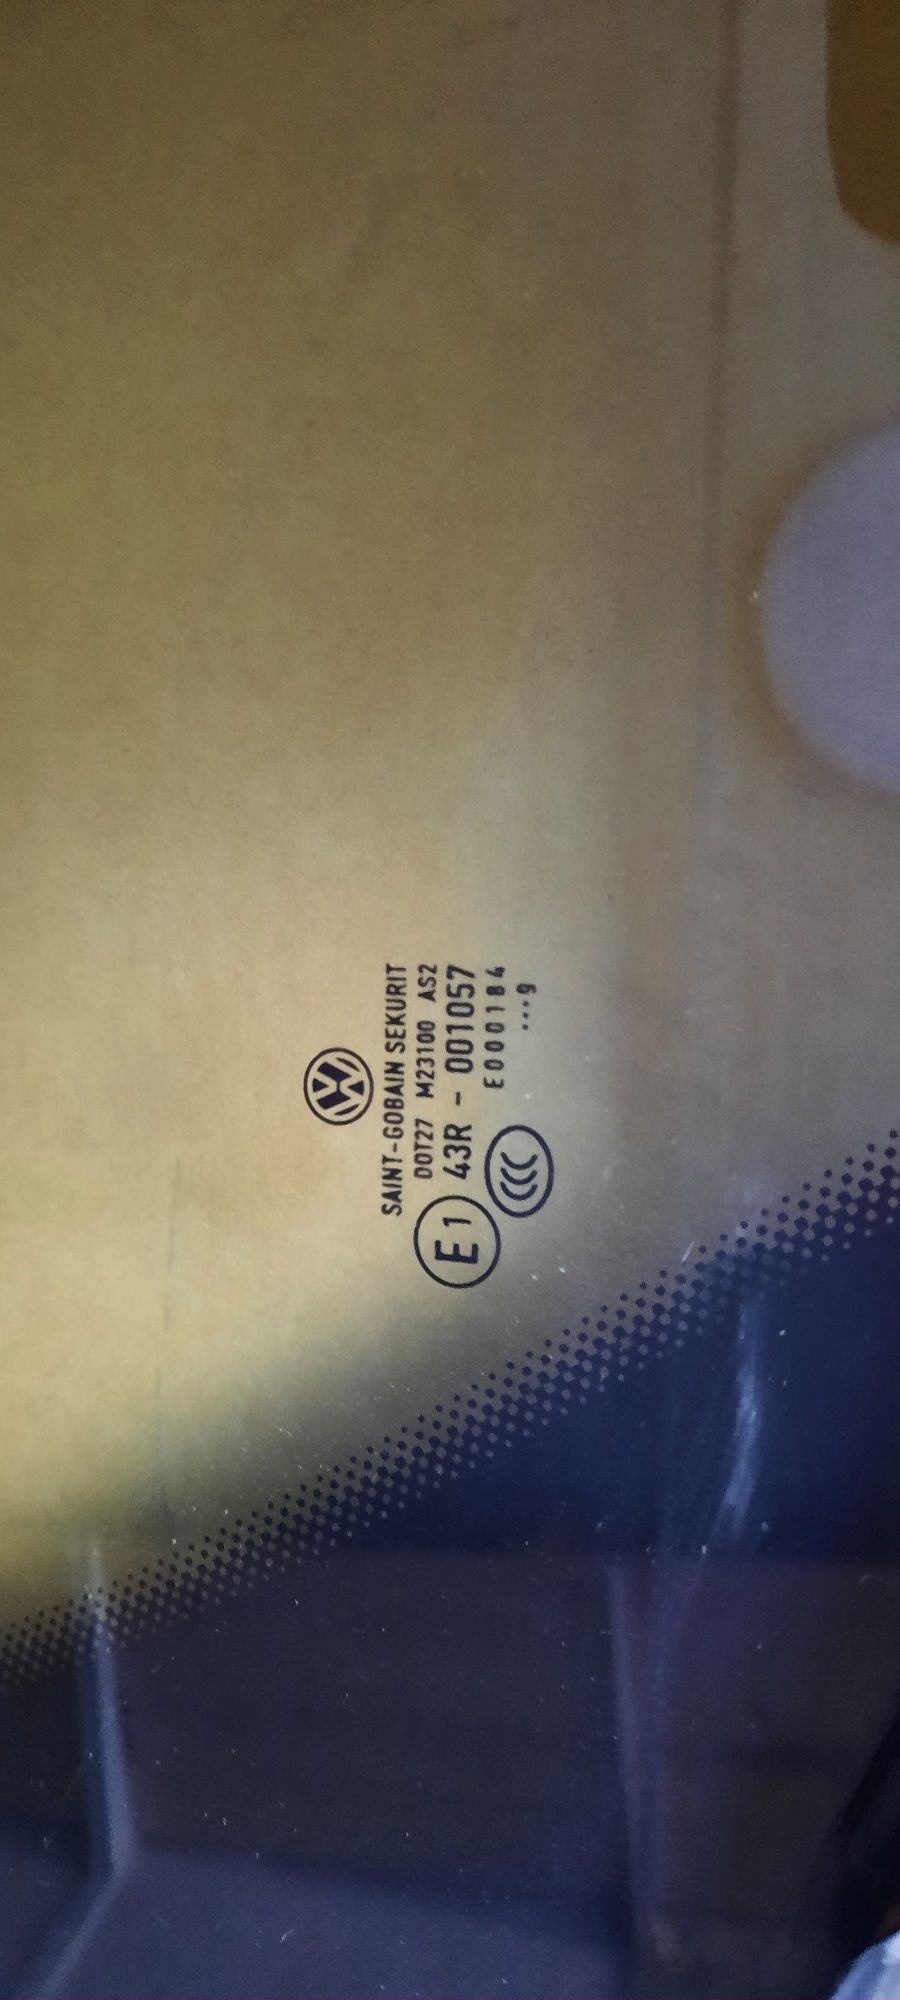 SAINT-GOBAIN SEKURIT
DOT27 M23100 AS2
E1 43R - 001057
E000184
...9